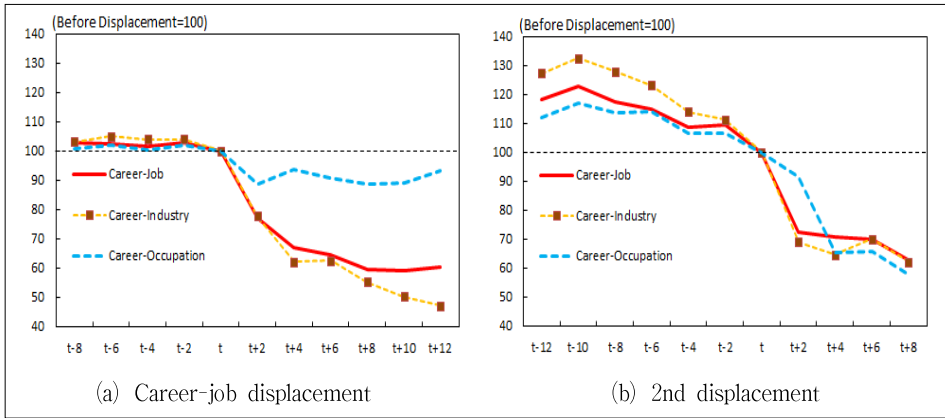 (Before Displacement=100)
140
130
120
110
100
90
80
70
60
50
40
Career-Job
Career-Industry
Career-Occupation
t-8 t-6 t-4 t-2 t t+2 t+4 t+6 t+8 t+10 t+12
(a) Career-job displacement
(Before Displacement=100)
140
130
120
110
100
90
80
70
60
50
40
Career-Job
Career-Industry
Career-Occupation
t-12 t-10 t-8 t-6 t-4 t-2 t t+2 t+4 t+6 t+8
(b) 2nd displacement